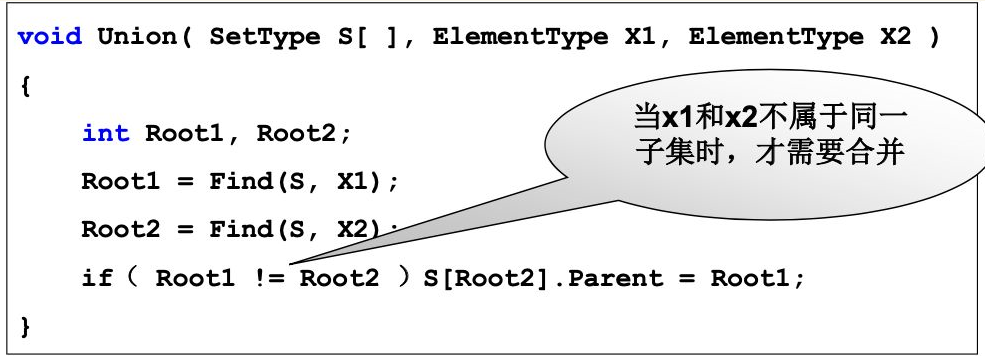 void Union( SetType S[ ], ElementType X1, ElementType X2 )
{
int Root1, Root2;
Root1 = Find(S, X1);
Root2 = Find(S, X2);
if（ Root1 != Root2 ）S[Root2].Parent = Root1;
}
当x1和x2不属于同一
子集时，才需要合并